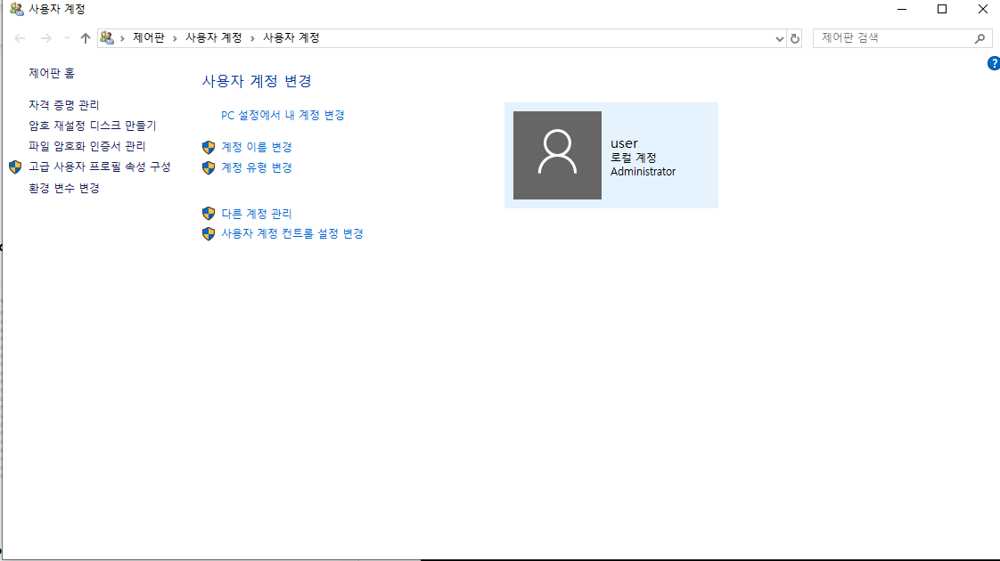 사용자 계정
제어판 › 사용자 계정 › 사용자 계정
제어판 검색
제어판 홈
자격 증명 관리
암호 재설정 디스크 만들기
파일 암호화 인증서 관리
고급 사용자 프로필 속성 구성
환경 변수 변경
사용자 계정 변경
PC 설정에서 내 계정 변경
계정 이름 변경
계정 유형 변경
다른 계정 관리
사용자 계정 컨트롤 설정 변경
user
로컬 계정
Administrator